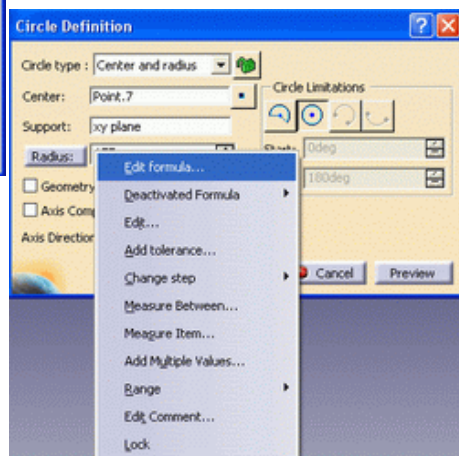 Circle Definition
Circle type : Center and radius
Center: Point.7
Support: xy plane
Radius:
Geometry
Axis Com
Axis Direction
Circle Limitations
Start: 0deg
180deg
Cancel Preview
Edit formula...
Deactivated Formula
Edit...
Add tolerance...
Change step
Measure Between...
Measure Item...
Add Multiple Values...
Range
Edit Comment...
Lock